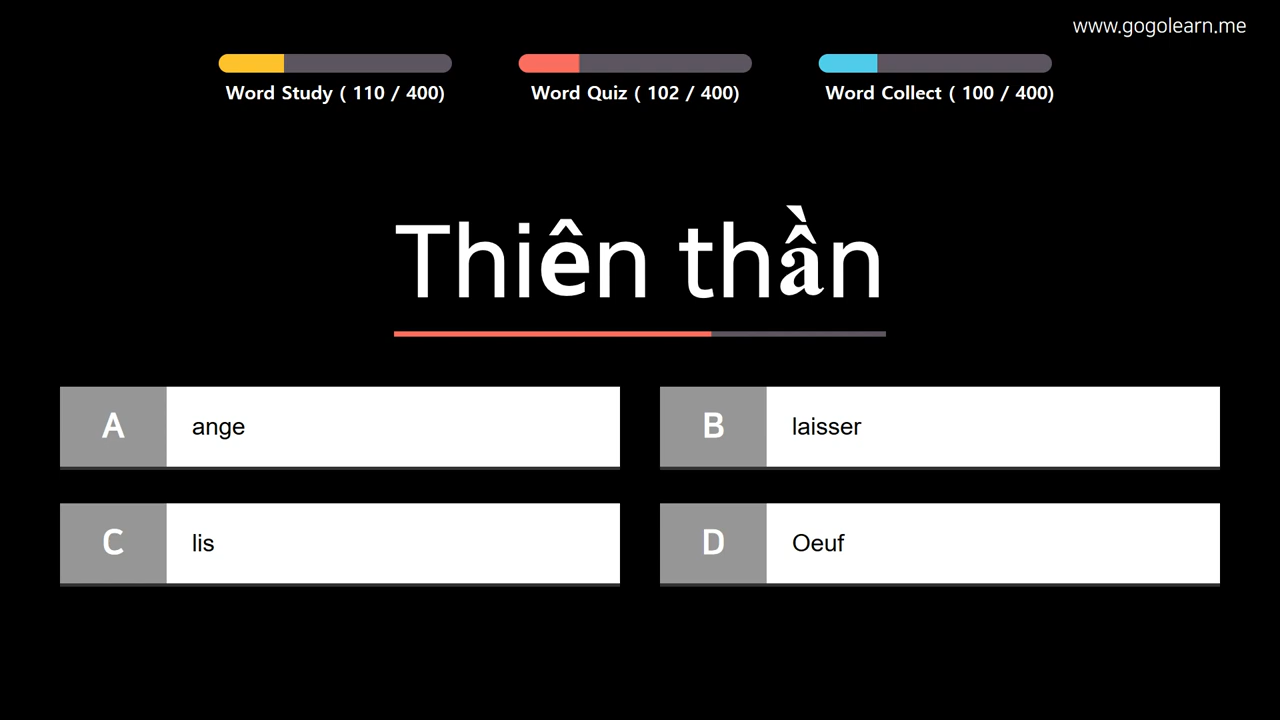 www.gogolearn.me
Word Study ( 110 / 400)
Word Quiz ( 102 / 400)
Word Collect ( 100 / 400)
Thiên thần
A ange
B laisser
C lis
D Oeuf